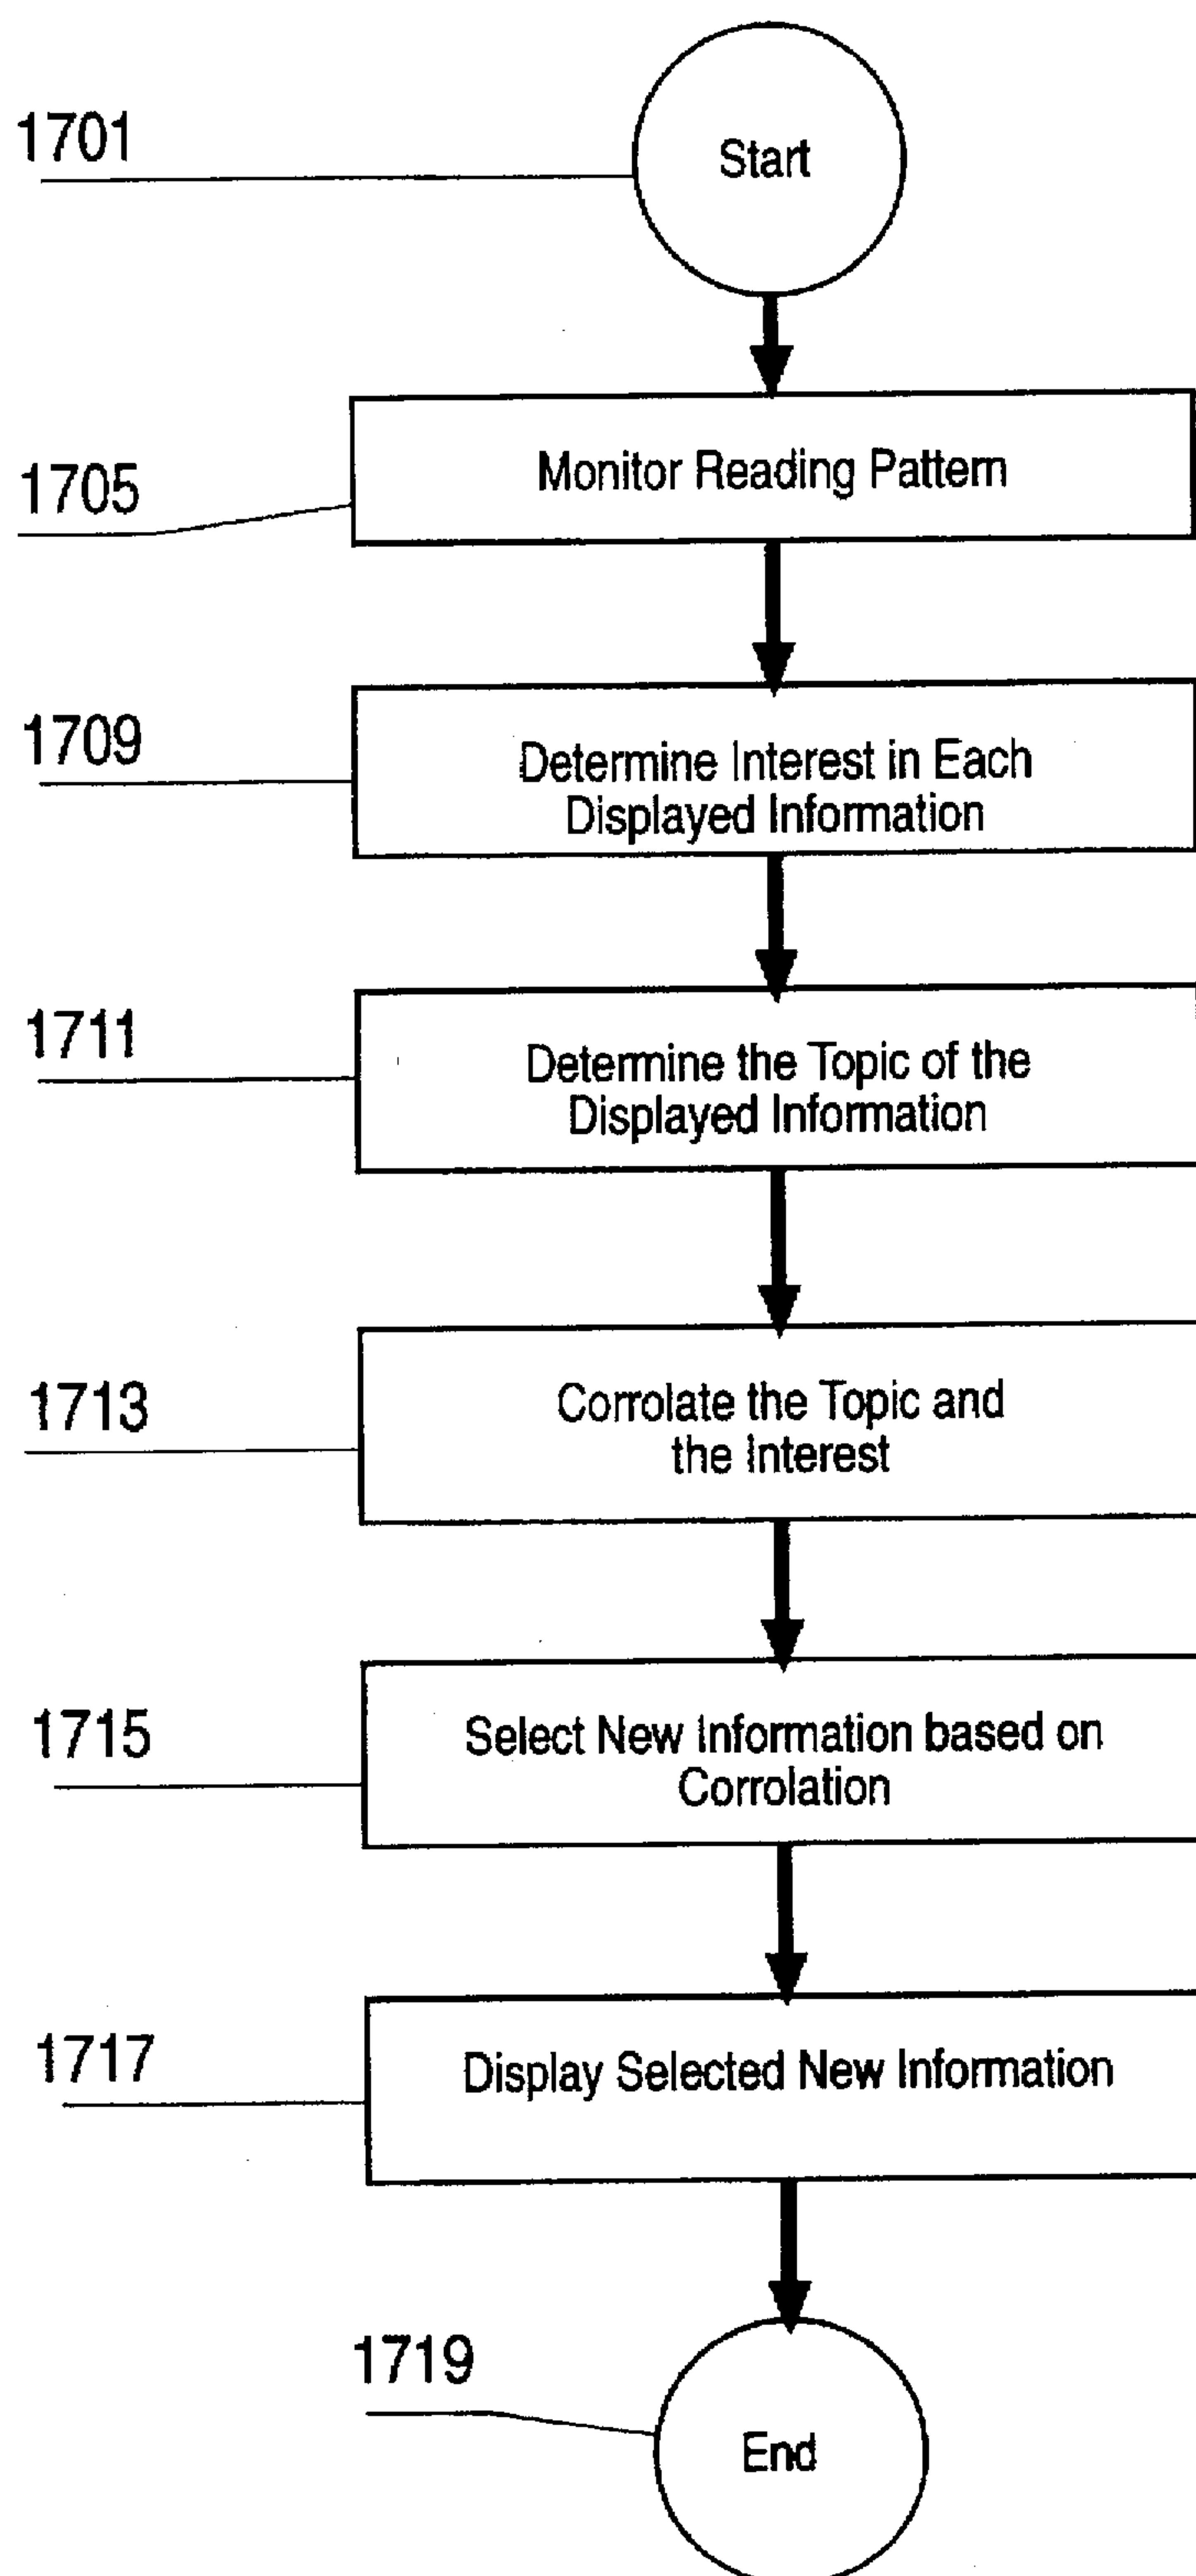 1701
Start
1705
Monitor Reading Pattern
1709
Determine Interest in Each
Displayed Information
1711
Determine the Topic of the
Displayed Information
1713
Corrolate the Topic and
the Interest
1715
Select New Information based on
Corrolation
1717
Display Selected New Information
1719
End